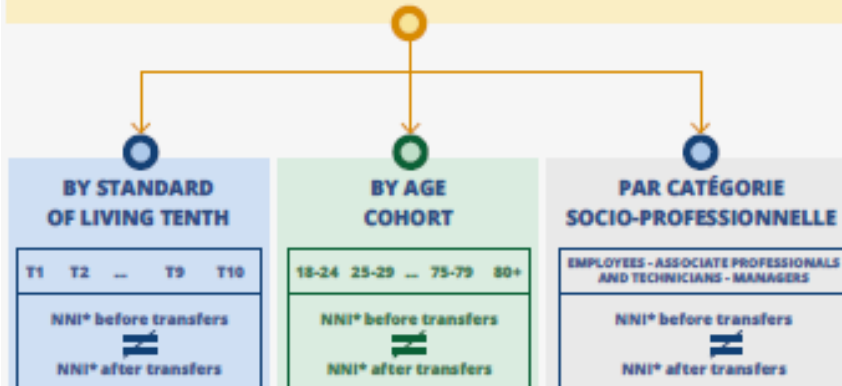 BY STANDARD
OF LIVING TENTH
T1 T2 ... T9 T10
NNI* before transfers
≠
NNI* after transfers
BY AGE
COHORT
18-24 25-29 ... 75-79 80+
NNI* before transfers
≠
NNI* after transfers
PAR CATÉGORIE
SOCIO-PROFESSIONNELLE
EMPLOYEES - ASSOCIATE PROFESSIONALS
AND TECHNICIANS - MANAGERS
NNI* before transfers
≠
NNI* after transfers